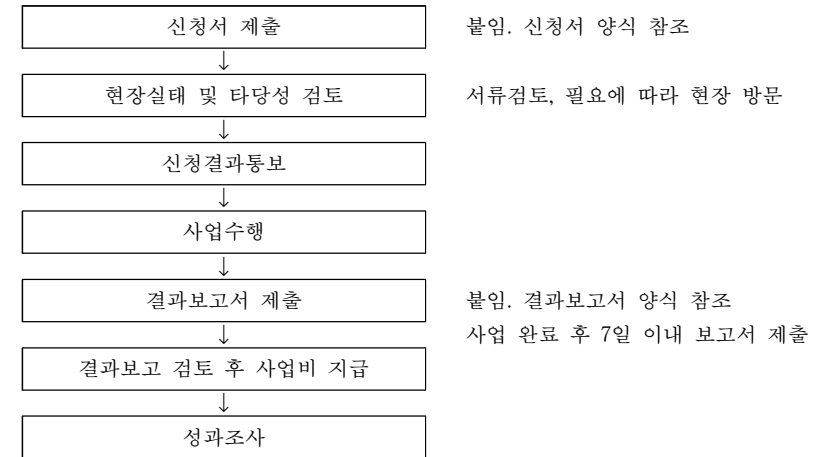 신청서 제출 붙임. 신청서 양식 참조
↓
현장실태 및 타당성 검토 서류검토, 필요에 따라 현장 방문
↓
신청결과통보
↓
사업수행
↓
결과보고서 제출 붙임. 결과보고서 양식 참조
↓ 사업 완료 후 7일 이내 보고서 제출
결과보고 검토 후 사업비 지급
↓
성과조사